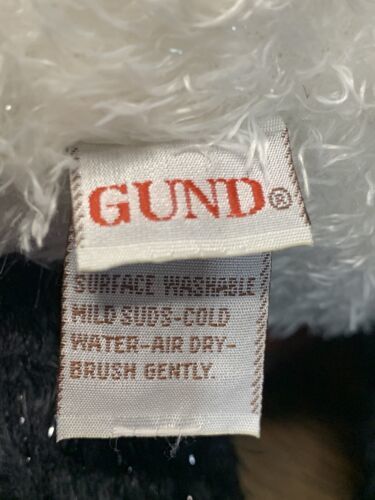 GUND®
SURFACE WASHABLE
MILD SUDS-COLD
WATER-AIR DRY-
BRUSH GENTLY.